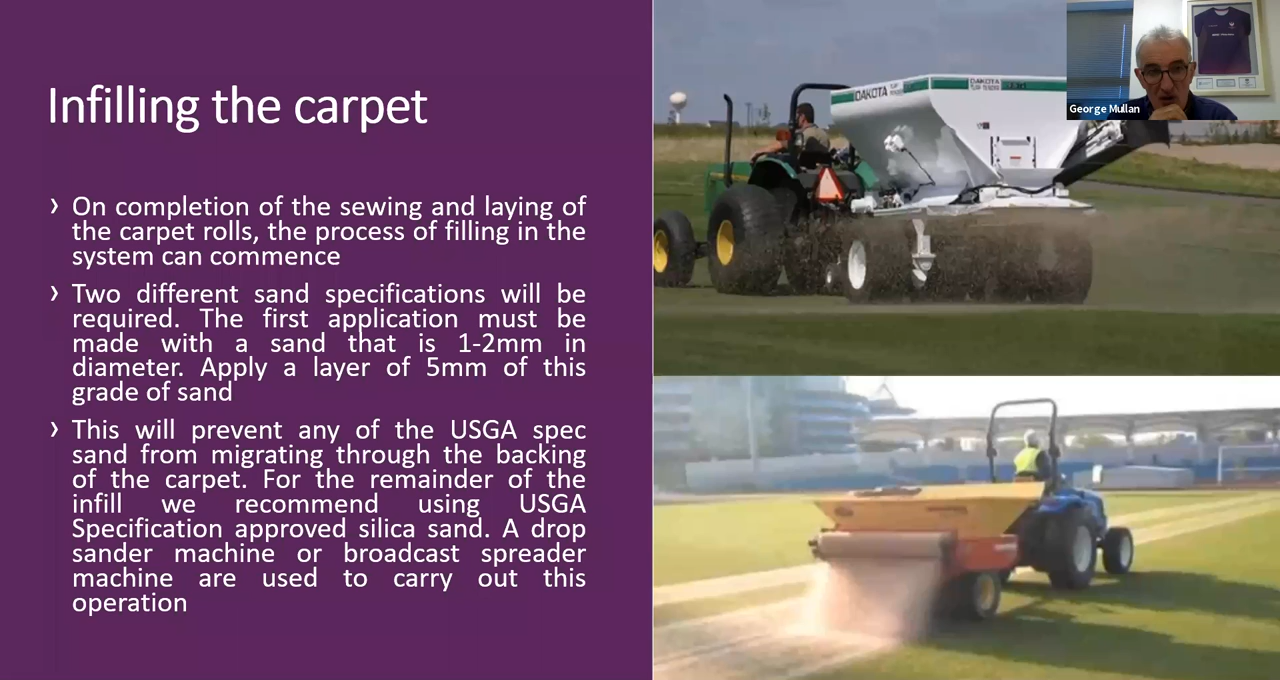 Infilling the carpet
› On completion of the sewing and laying of
the carpet rolls, the process of filling in the
system can commence
› Two different sand specifications will be
required. The first application must be
made with a sand that is 1-2mm in
diameter. Apply a layer of 5mm of this
grade of sand
› This will prevent any of the USGA spec
sand from migrating through the backing
of the carpet. For the remainder of the
infill we recommend using USGA
Specification approved silica sand. A drop
sander machine or broadcast spreader
machine are used to carry out this
operation
DAKOTA
DAKOTA
George Mullan